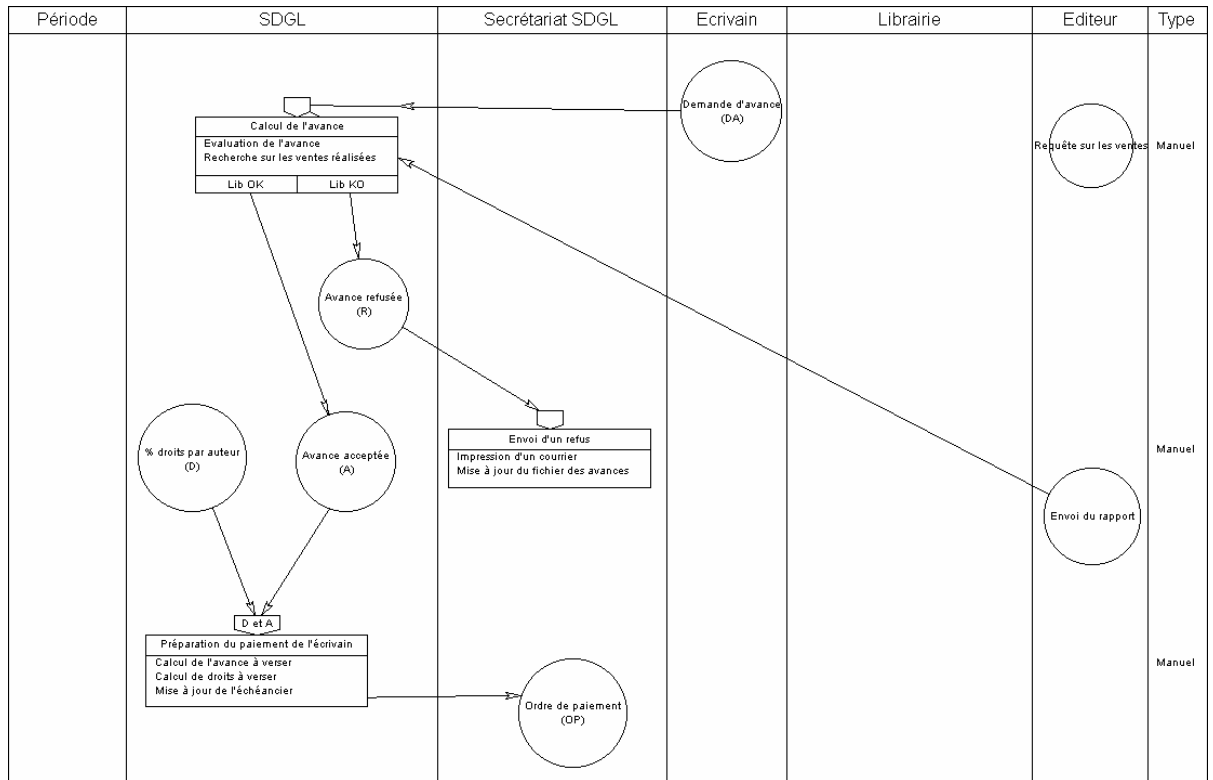 Période
SDGL
Secrétariat SDGL
Ecrivain
Librairie
Editeur
Type
Demande d'avance
(DA)
Calcul de l'avance
Evaluation de l'avance
Recherche sur les ventes réalisées
Lib OK
Lib KO
Requête sur les ventes
Manuel
Avance refusée
(R)
% droits par auteur
(D)
Avance acceptée
(A)
Envoi d'un refus
Impression d'un courrier
Mise à jour du fichier des avances
Manuel
Envoi du rapport
D et A
Préparation du paiement de l'écrivain
Calcul de l'avance à verser
Calcul de droits à verser
Mise à jour de l'échéancier
Manuel
Ordre de paiement
(OP)